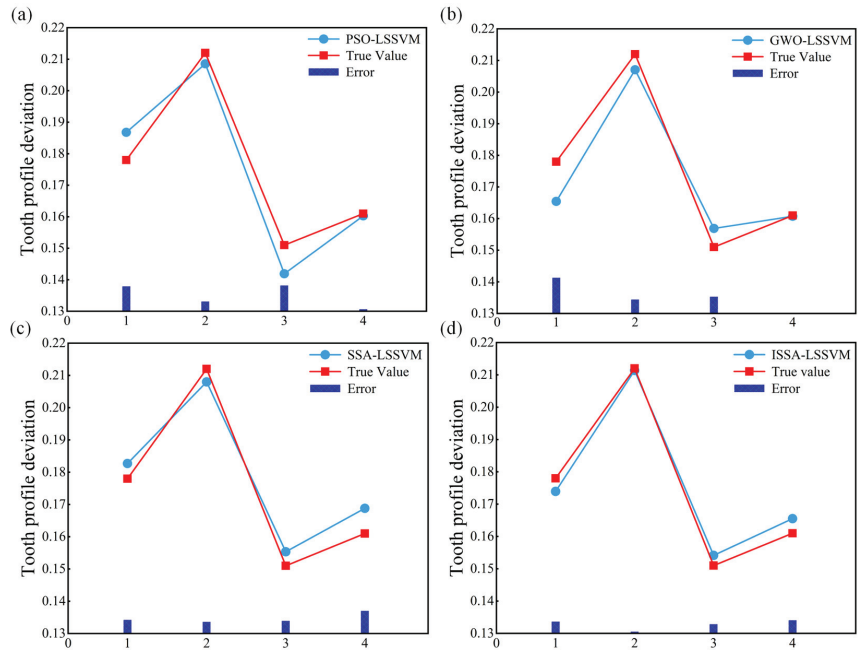 (a)
PSO-LSSVM
True Value
Error
Tooth profile deviation
0.22
0.21
0.20
0.19
0.18
0.17
0.16
0.15
0.14
0.13
0 1 2 3 4
(b)
GWO-LSSVM
True Value
Error
Tooth profile deviation
0.22
0.21
0.20
0.19
0.18
0.17
0.16
0.15
0.14
0.13
0 1 2 3 4
(c)
SSA-LSSVM
True Value
Error
Tooth profile deviation
0.22
0.21
0.20
0.19
0.18
0.17
0.16
0.15
0.14
0.13
0 1 2 3 4
(d)
ISSA-LSSVM
True value
Error
Tooth profile deviation
0.22
0.21
0.20
0.19
0.18
0.17
0.16
0.15
0.14
0.13
0 1 2 3 4